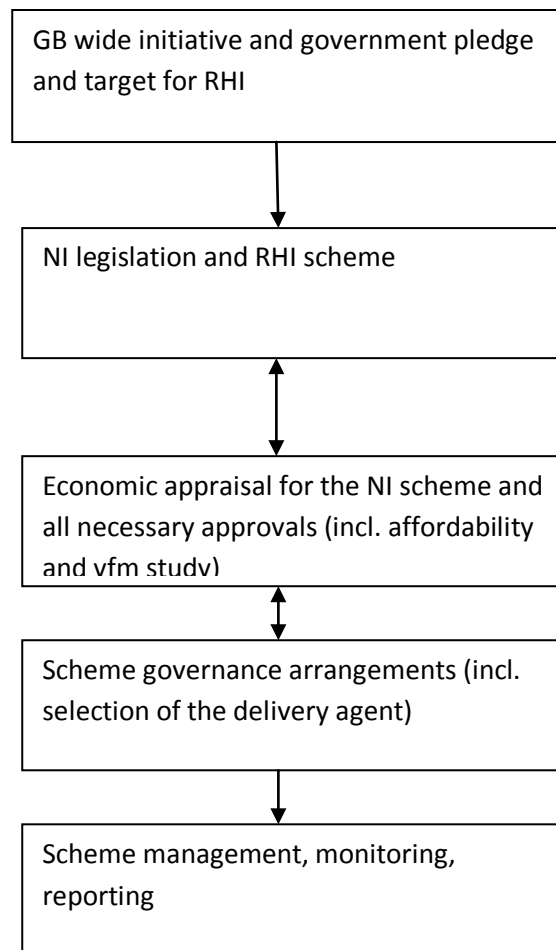 GB wide initiative and government pledge
and target for RHI
NI legislation and RHI scheme
Economic appraisal for the NI scheme and
all necessary approvals (incl. affordability
and vfm study)
Scheme governance arrangements (incl.
selection of the delivery agent)
Scheme management, monitoring,
reporting